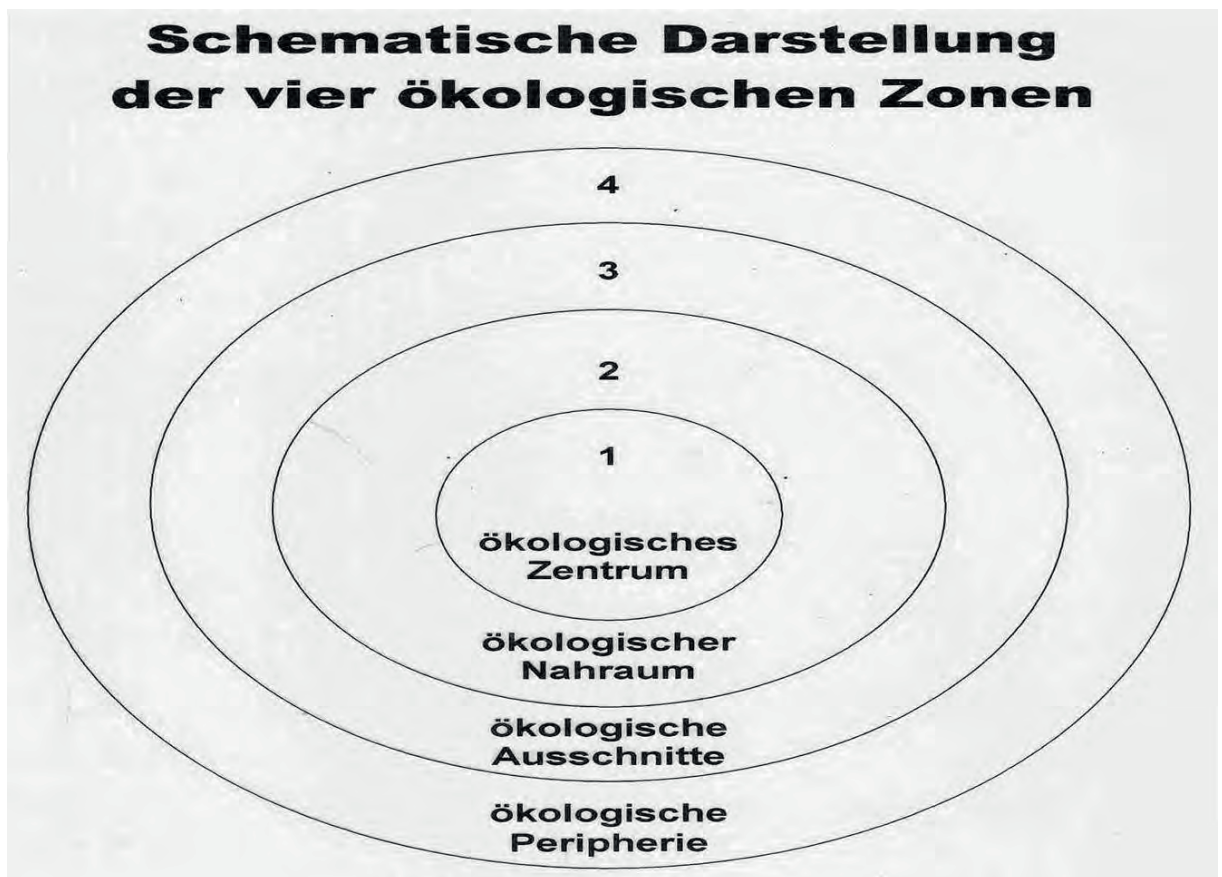 Schematische Darstellung
der vier ökologischen Zonen
4
3
2
1
ökologisches
Zentrum
ökologischer
Nahraum
ökologische
Ausschnitte
ökologische
Peripherie